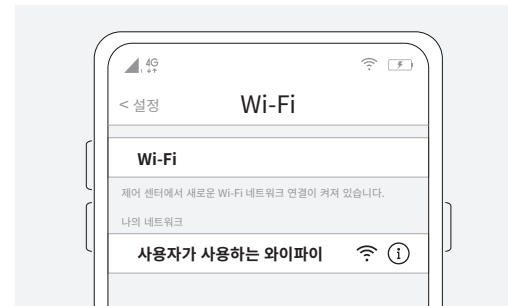 4G
< 설정
Wi-Fi
Wi-Fi
제어 센터에서 새로운 Wi-Fi 네트워크 연결이 켜져 있습니다.
나의 네트워크
사용자가 사용하는 와이파이